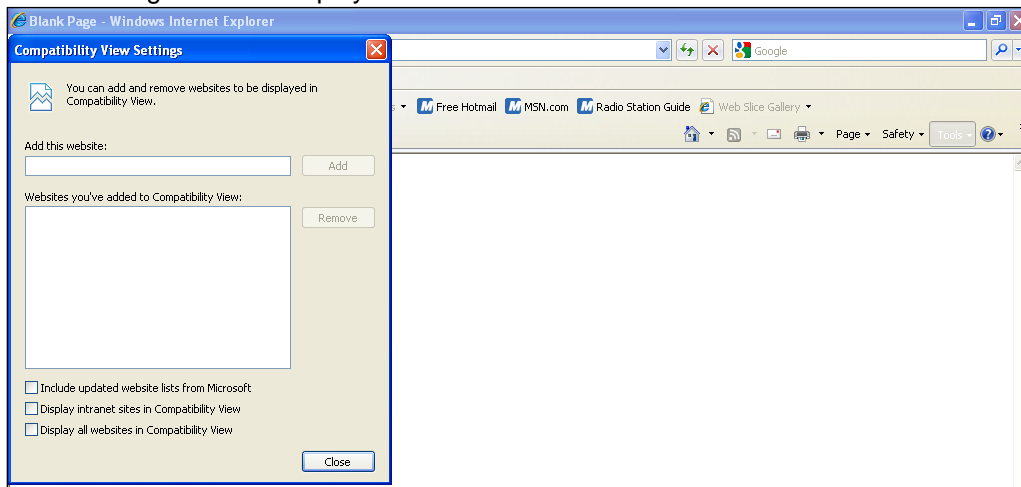 Blank Page - Windows Internet Explorer
Compatibility View Settings
Google
You can add and remove websites to be displayed in
Compatibility View.
Free Hotmail MSN.com Radio Station Guide Web Slice Gallery
Page Safety Tools
Add this website:
Add
Websites you've added to Compatibility View:
Remove
Include updated website lists from Microsoft
Display intranet sites in Compatibility View
Display all websites in Compatibility View
Close